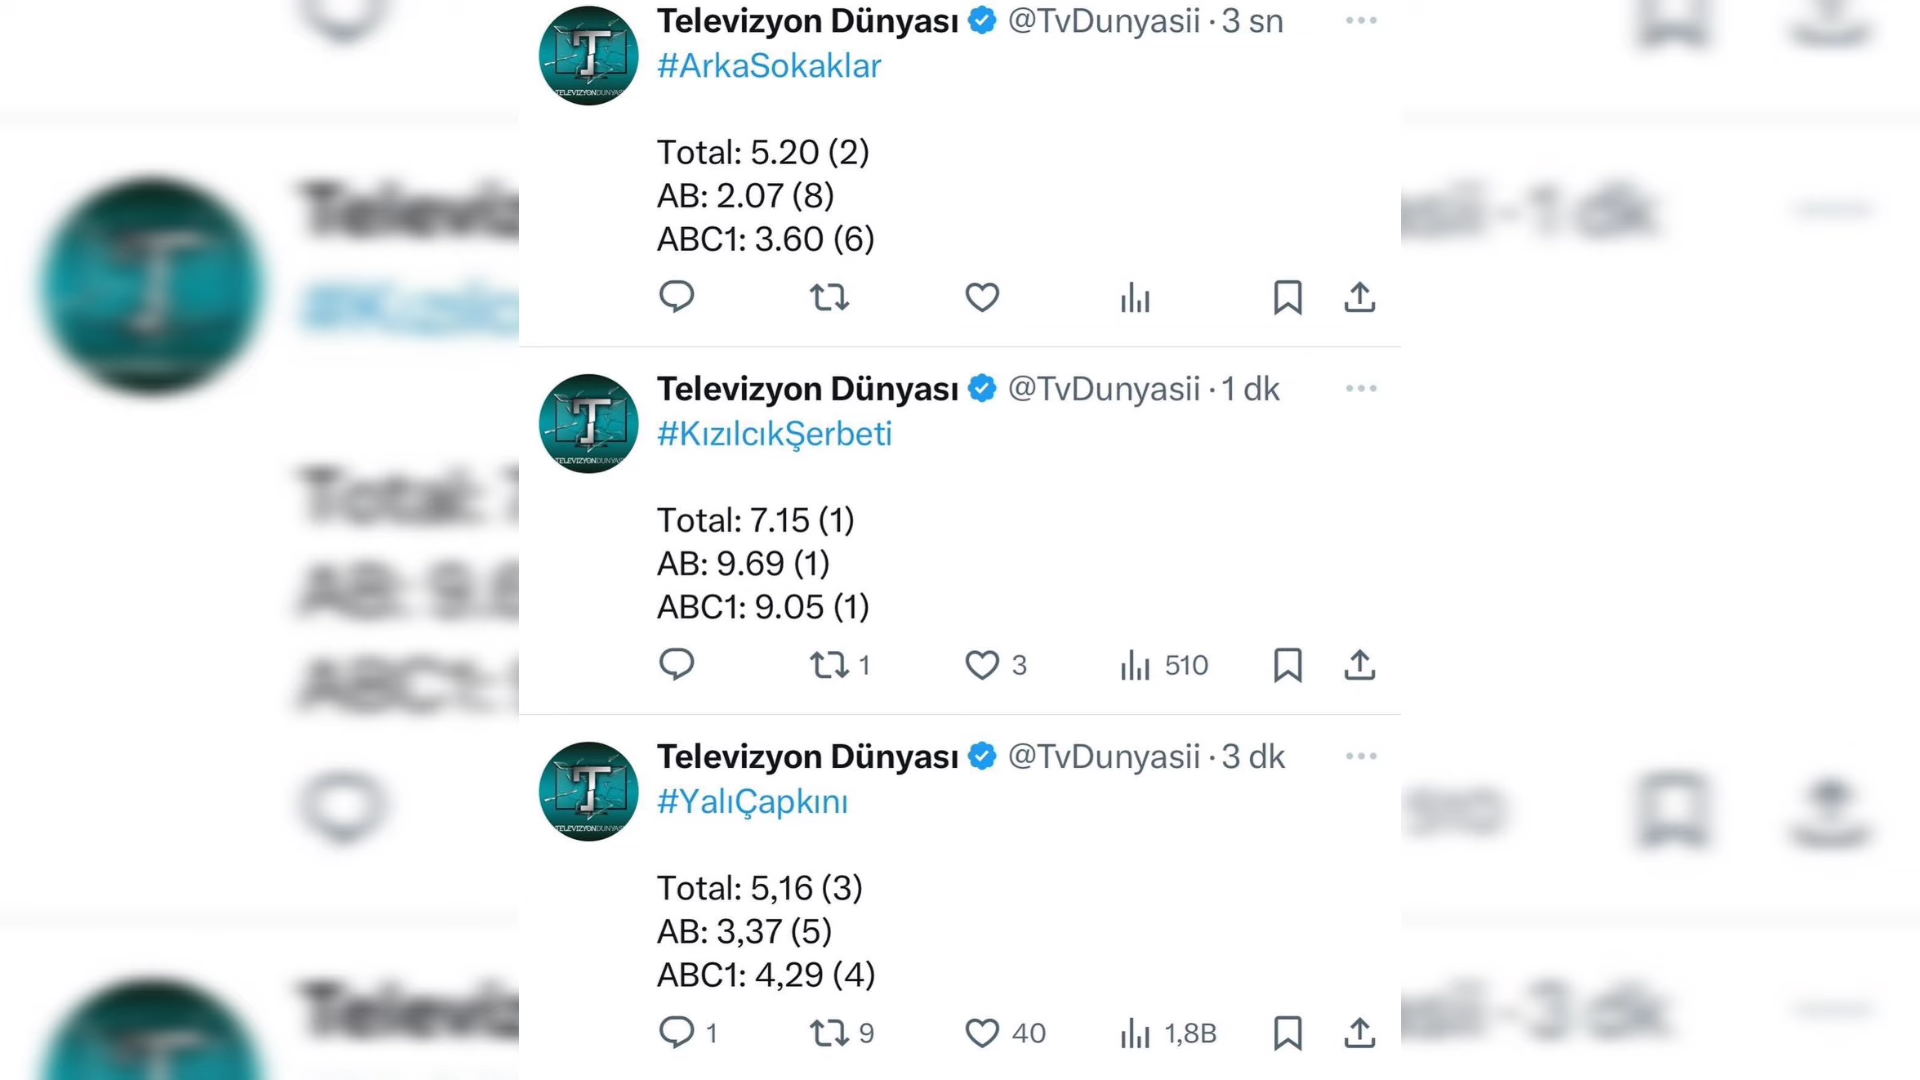 Televizyon Dünyası @TvDunyasii · 3 sn
#ArkaSokaklar
Total: 5.20 (2)
AB: 2.07 (8)
ABC1: 3.60 (6)
Televizyon Dünyası @TvDunyasii · 1 dk
#KızılcıkŞerbeti
Total: 7.15 (1)
AB: 9.69 (1)
ABC1: 9.05 (1)
1 3 510
Televizyon Dünyası @TvDunyasii · 3 dk
#YalıÇapkını
Total: 5,16 (3)
AB: 3,37 (5)
ABC1: 4,29 (4)
1 9 40 1,8B